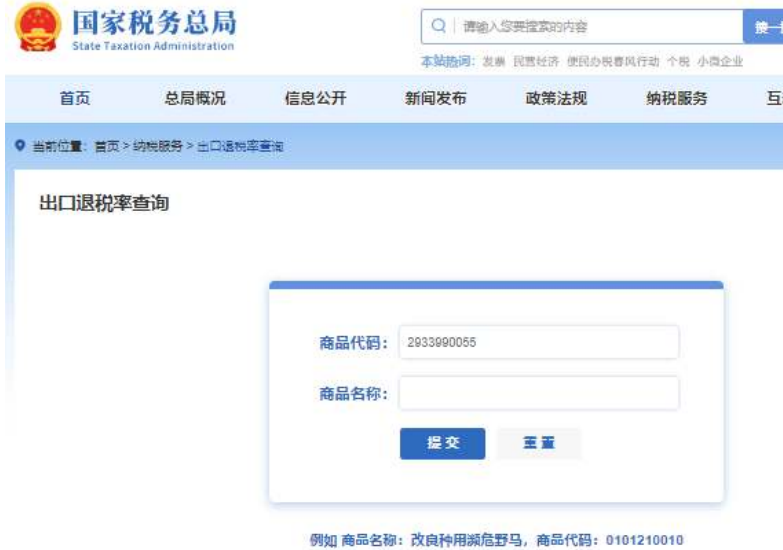 国家税务总局
State Taxation Administration
请输入您要搜索的内容
搜一
本站热词：发票 民营经济 便民办税春风行动 个税 小微企业
首页 总局概况 信息公开 新闻发布 政策法规 纳税服务 互
当前位置：首页 > 纳税服务 > 出口退税率查询
出口退税率查询
商品代码：2933990055
商品名称：
提交 重置
例如 商品名称：改良种用濒危野马，商品代码：0101210010